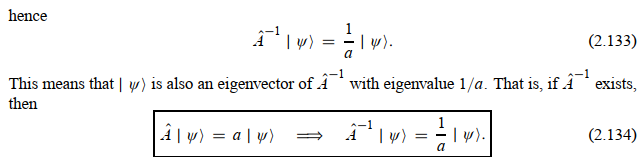 hence
Â⁻¹ | ψ⟩ = 1/a | ψ⟩. (2.133)
This means that | ψ⟩ is also an eigenvector of Â⁻¹ with eigenvalue 1/a. That is, if Â⁻¹ exists,
then
Â | ψ⟩ = a | ψ⟩ ⟹ Â⁻¹ | ψ⟩ = 1/a | ψ⟩. (2.134)